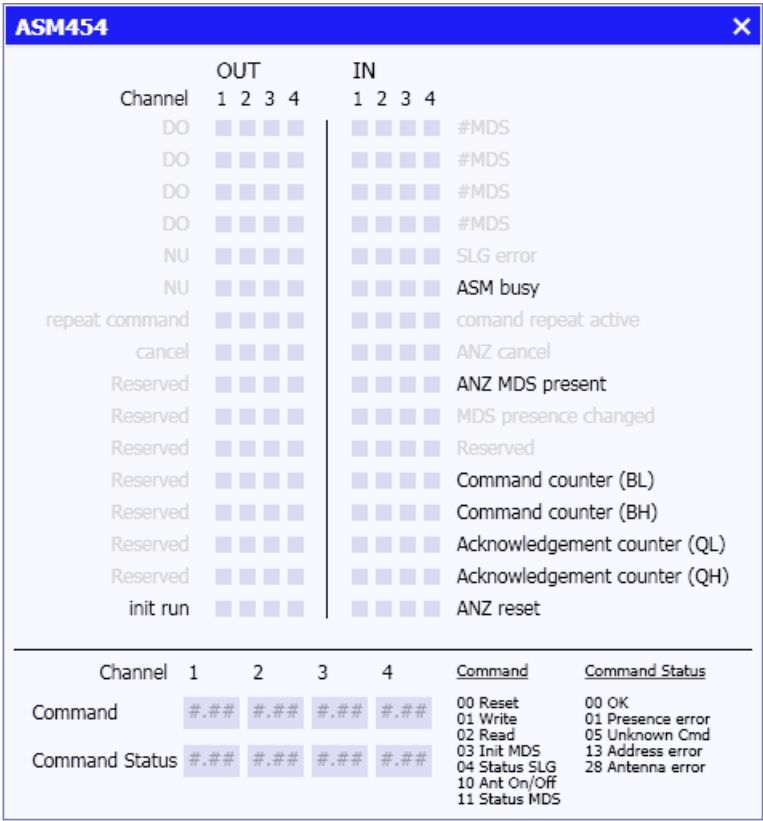 ASM454
OUT IN
Channel 1 2 3 4 1 2 3 4
DO #MDS
DO #MDS
DO #MDS
DO #MDS
NU SLG error
NU ASM busy
repeat command comand repeat active
cancel ANZ cancel
Reserved ANZ MDS present
Reserved MDS presence changed
Reserved Reserved
Reserved Command counter (BL)
Reserved Command counter (BH)
Reserved Acknowledgement counter (QL)
Reserved Acknowledgement counter (QH)
init run ANZ reset
Channel 1 2 3 4
Command #.## #.## #.## #.##
Command Status #.## #.## #.## #.##
Command
00 Reset
01 Write
02 Read
03 Init MDS
04 Status SLG
10 Ant On/Off
11 Status MDS
Command Status
00 OK
01 Presence error
05 Unknown Cmd
13 Address error
28 Antenna error